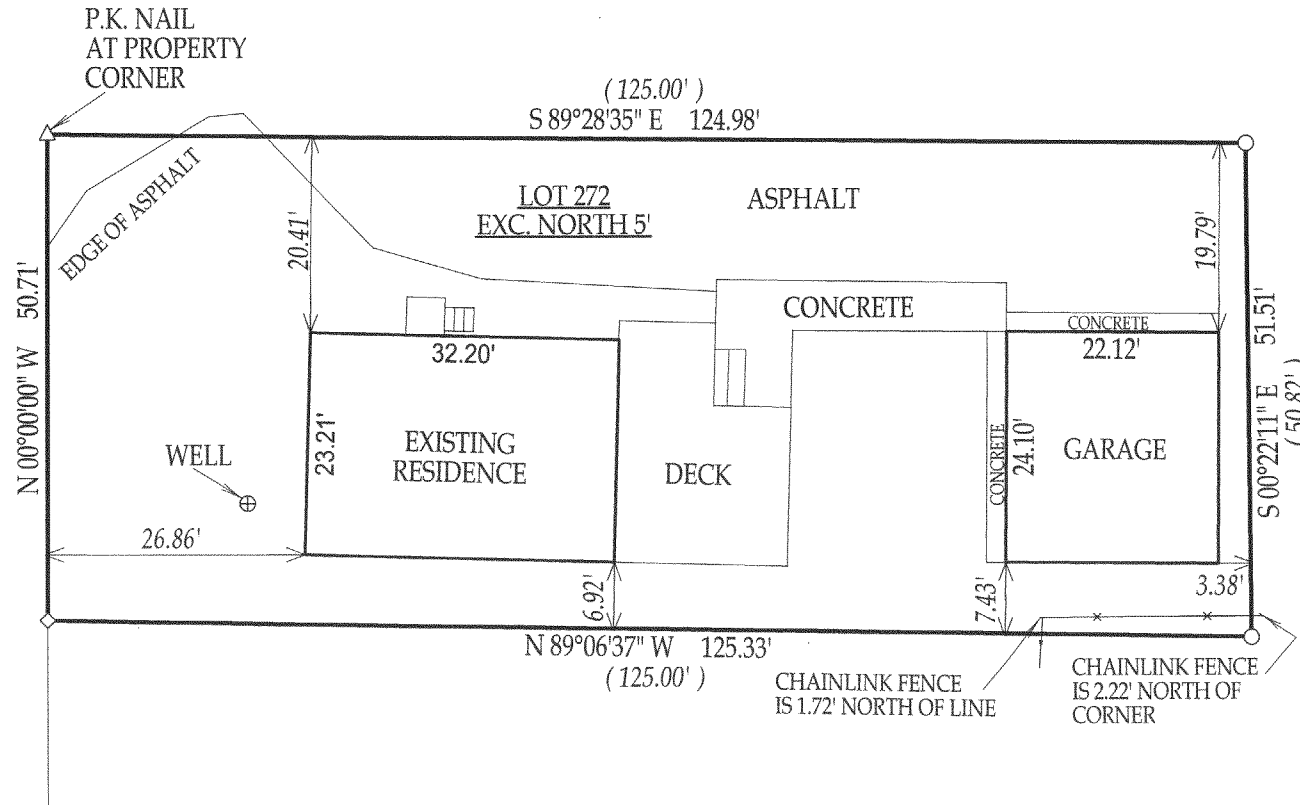 P.K. NAIL
AT PROPERTY
CORNER
( 125.00' )
S 89°28'35" E 124.98'
EDGE OF ASPHALT
LOT 272
EXC. NORTH 5'
ASPHALT
20.41'
19.79'
N 00°00'00" W 50.71'
S 00°22'11" E 51.51'
( 50.82' )
CONCRETE
CONCRETE
32.20'
22.12'
23.21'
EXISTING
RESIDENCE
WELL
DECK
CONCRETE
24.10'
GARAGE
26.86'
6.92'
7.43'
3.38'
N 89°06'37" W 125.33'
( 125.00' )
CHAINLINK FENCE
IS 1.72' NORTH OF LINE
CHAINLINK FENCE
IS 2.22' NORTH OF
CORNER